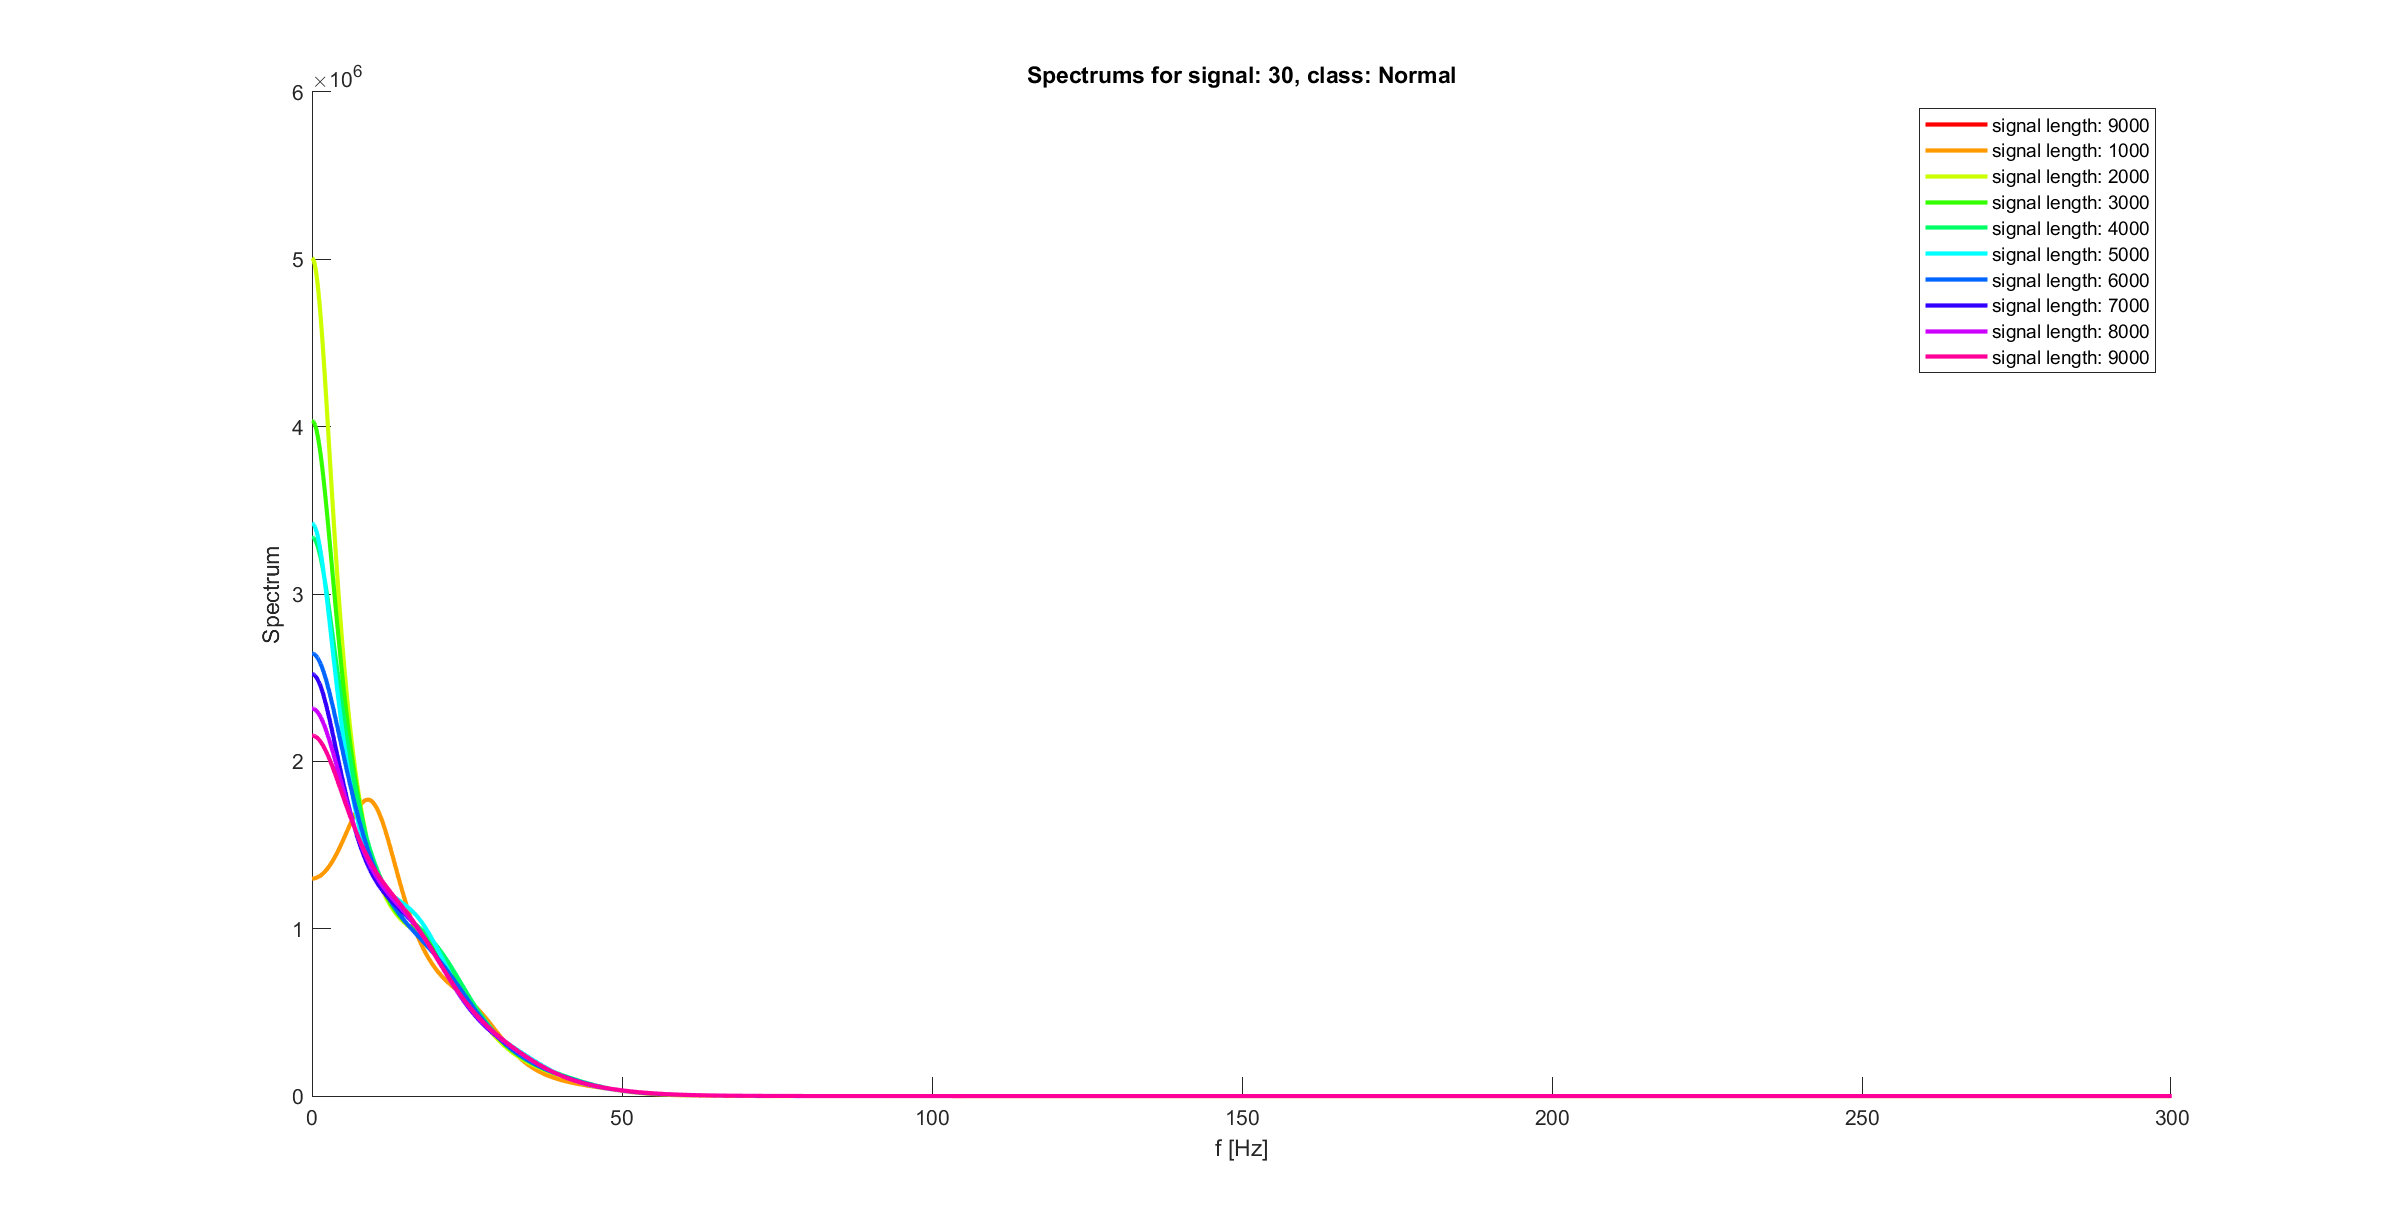 Spectrums for signal: 30, class: Normal
×10^6
6
5
4
3
2
1
0
Spectrum
0 50 100 150 200 250 300
f [Hz]
signal length: 9000
signal length: 1000
signal length: 2000
signal length: 3000
signal length: 4000
signal length: 5000
signal length: 6000
signal length: 7000
signal length: 8000
signal length: 9000